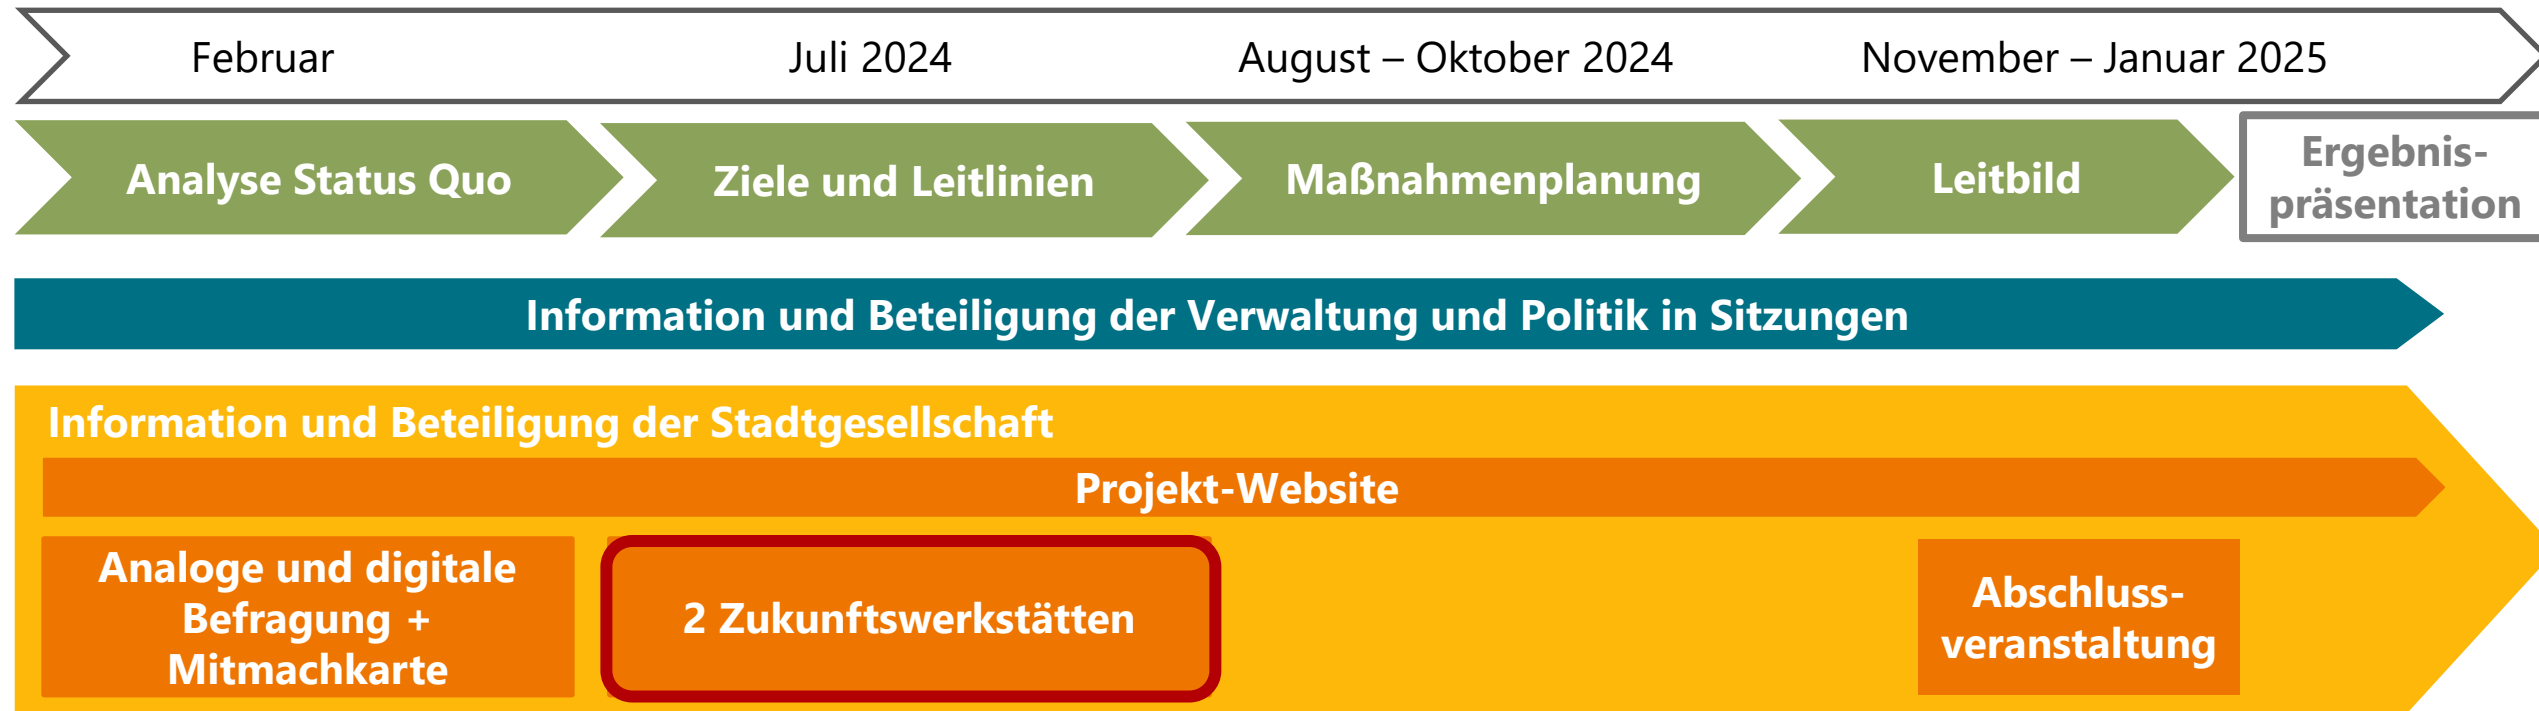 Februar
Juli 2024
August – Oktober 2024
November – Januar 2025
Analyse Status Quo
Ziele und Leitlinien
Maßnahmenplanung
Leitbild
Ergebnis-
präsentation
Information und Beteiligung der Verwaltung und Politik in Sitzungen
Information und Beteiligung der Stadtgesellschaft
Projekt-Website
Analoge und digitale
Befragung +
Mitmachkarte
2 Zukunftswerkstätten
Abschluss-
veranstaltung